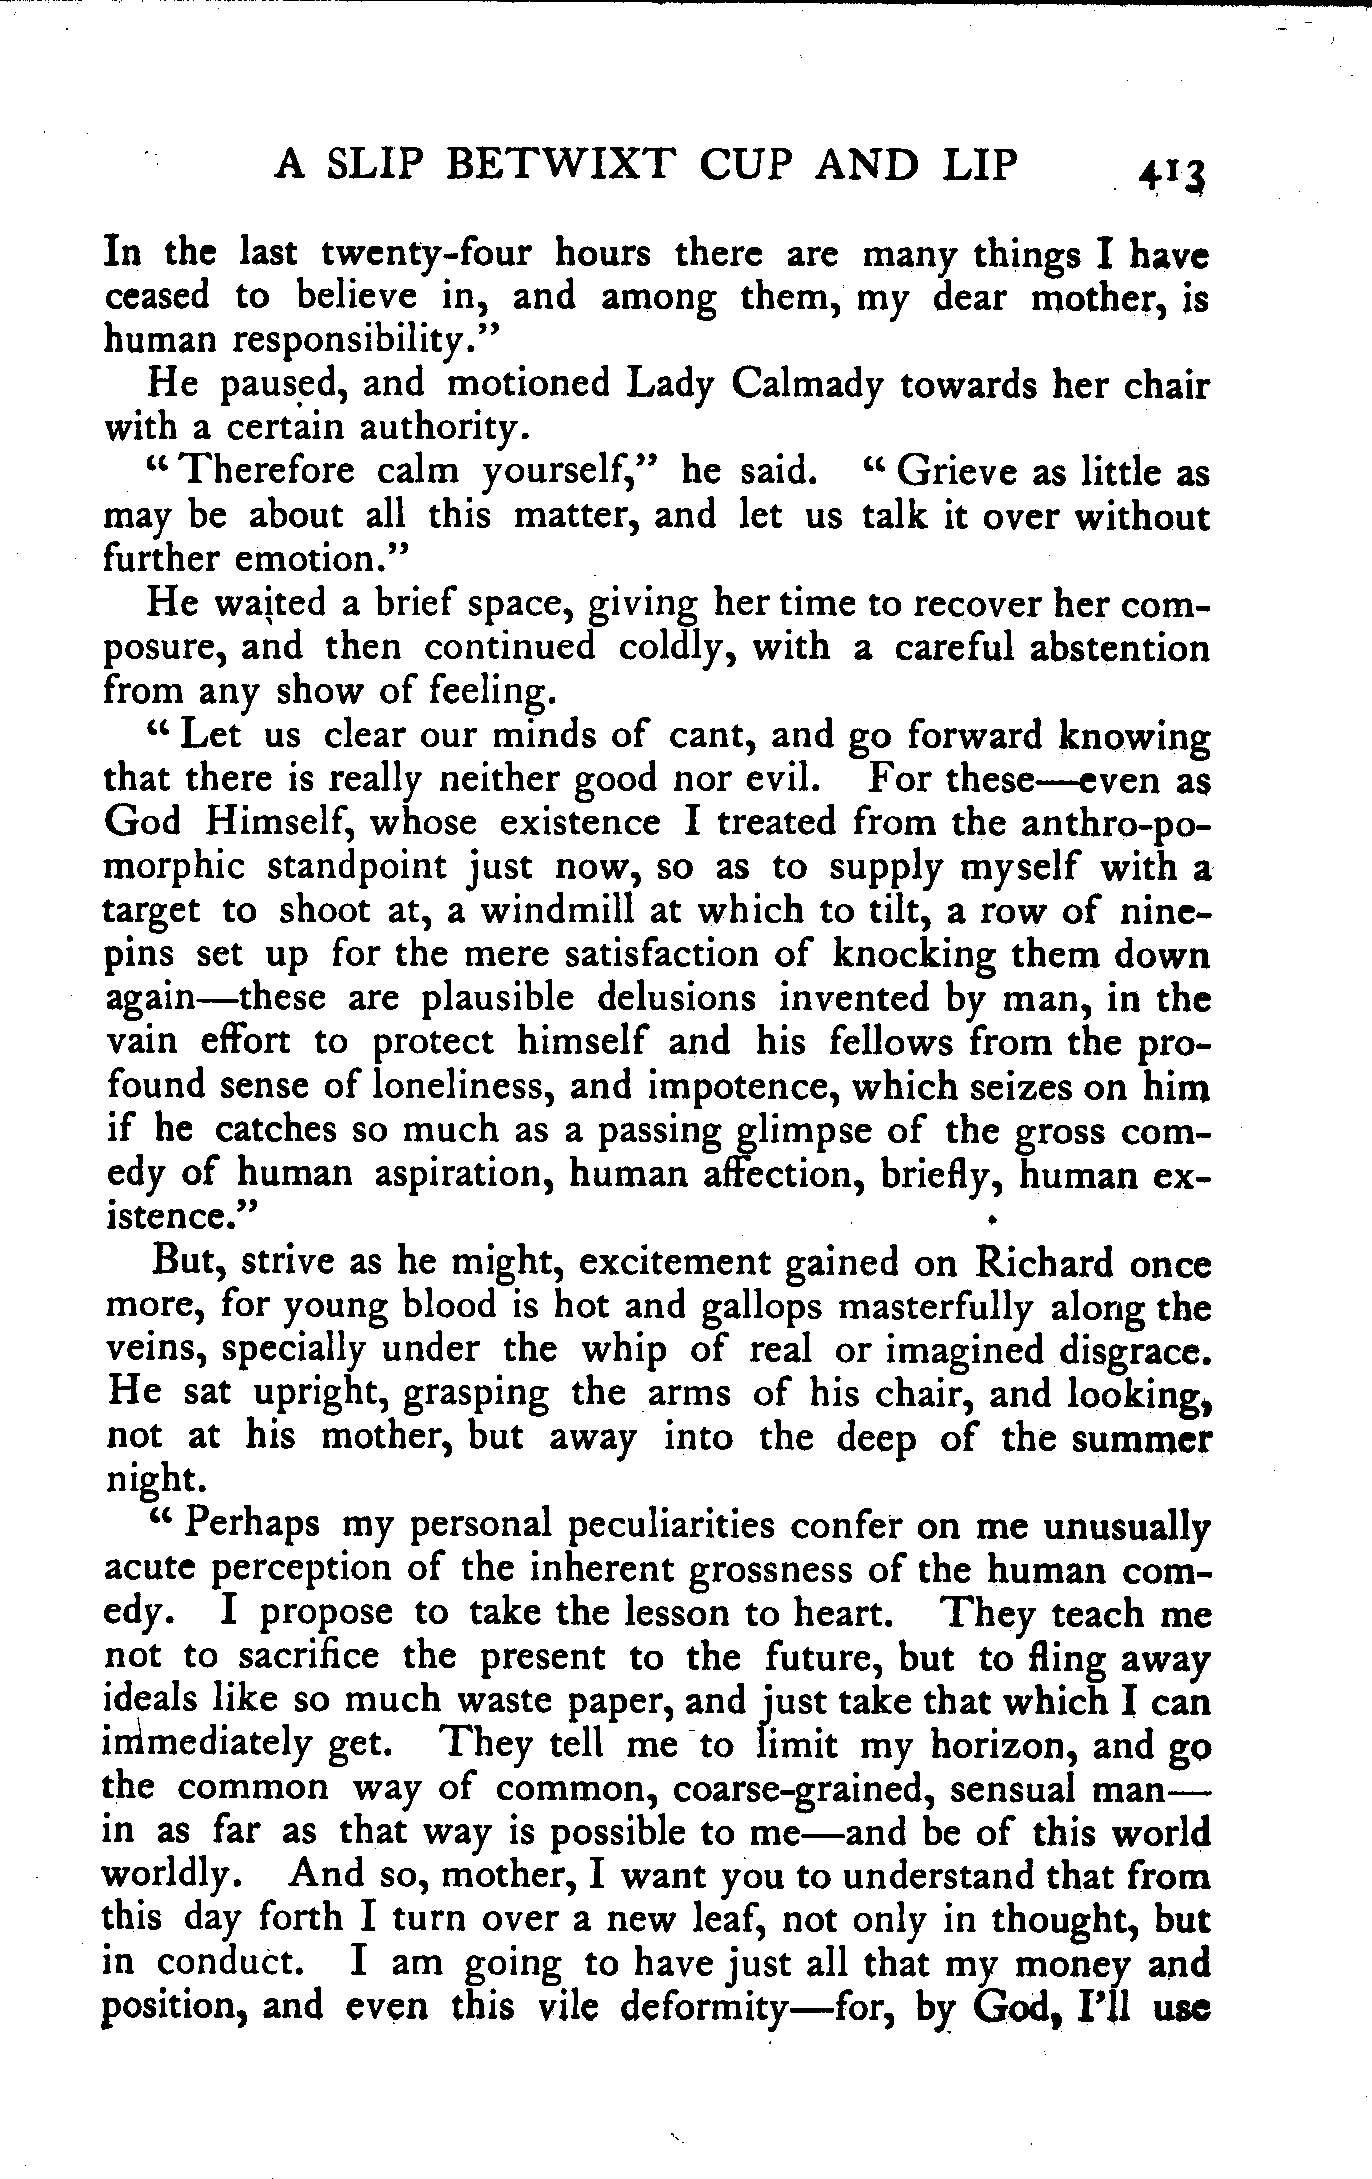 A SLIP BETWIXT CUP AND LIP 413
In the last twenty-four hours there are many things I have
ceased to believe in, and among them, my dear mother, is
human responsibility."
He paused, and motioned Lady Calmady towards her chair
with a certain authority.
"Therefore calm yourself," he said. "Grieve as little as
may be about all this matter, and let us talk it over without
further emotion."
He waited a brief space, giving her time to recover her com-
posure, and then continued coldly, with a careful abstention
from any show of feeling.
"Let us clear our minds of cant, and go forward knowing
that there is really neither good nor evil. For these—even as
God Himself, whose existence I treated from the anthro-po-
morphic standpoint just now, so as to supply myself with a
target to shoot at, a windmill at which to tilt, a row of nine-
pins set up for the mere satisfaction of knocking them down
again—these are plausible delusions invented by man, in the
vain effort to protect himself and his fellows from the pro-
found sense of loneliness, and impotence, which seizes on him
if he catches so much as a passing glimpse of the gross com-
edy of human aspiration, human affection, briefly, human ex-
istence."
But, strive as he might, excitement gained on Richard once
more, for young blood is hot and gallops masterfully along the
veins, specially under the whip of real or imagined disgrace.
He sat upright, grasping the arms of his chair, and looking,
not at his mother, but away into the deep of the summer
night.
"Perhaps my personal peculiarities confer on me unusually
acute perception of the inherent grossness of the human com-
edy. I propose to take the lesson to heart. They teach me
not to sacrifice the present to the future, but to fling away
ideals like so much waste paper, and just take that which I can
immediately get. They tell me to limit my horizon, and go
the common way of common, coarse-grained, sensual man—
in as far as that way is possible to me—and be of this world
worldly. And so, mother, I want you to understand that from
this day forth I turn over a new leaf, not only in thought, but
in conduct. I am going to have just all that my money and
position, and even this vile deformity—for, by God, I'll use